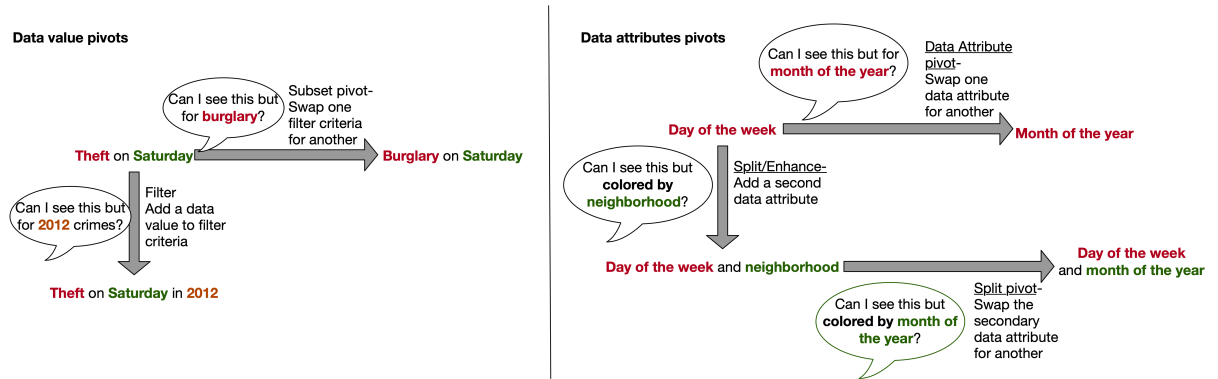 Data value pivots
Can I see this but
for burglary?
Subset pivot-
Swap one
filter criteria
for another
Theft on Saturday
Burglary on Saturday
Can I see this but
for 2012 crimes?
Filter
Add a data
value to filter
criteria
Theft on Saturday in 2012
Data attributes pivots
Can I see this but for
month of the year?
Data Attribute
pivot-
Swap one
data attribute
for another
Day of the week
Month of the year
Can I see this but
colored by
neighborhood?
Split/Enhance-
Add a second
data attribute
Day of the week and neighborhood
Day of the week
and month of the year
Can I see this but
colored by month of
the year?
Split pivot-
Swap the
secondary
data attribute
for another